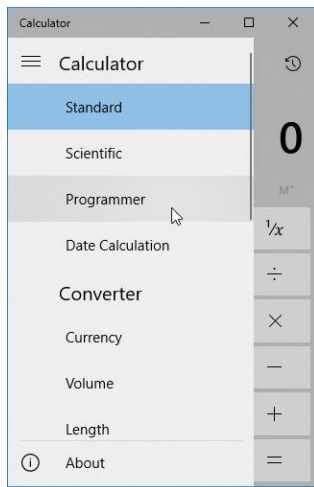 Calculator
Calculator
Standard
0
Scientific
Programmer
M˅
¹/x
Date Calculation
÷
Converter
×
Currency
−
Volume
+
Length
About
=